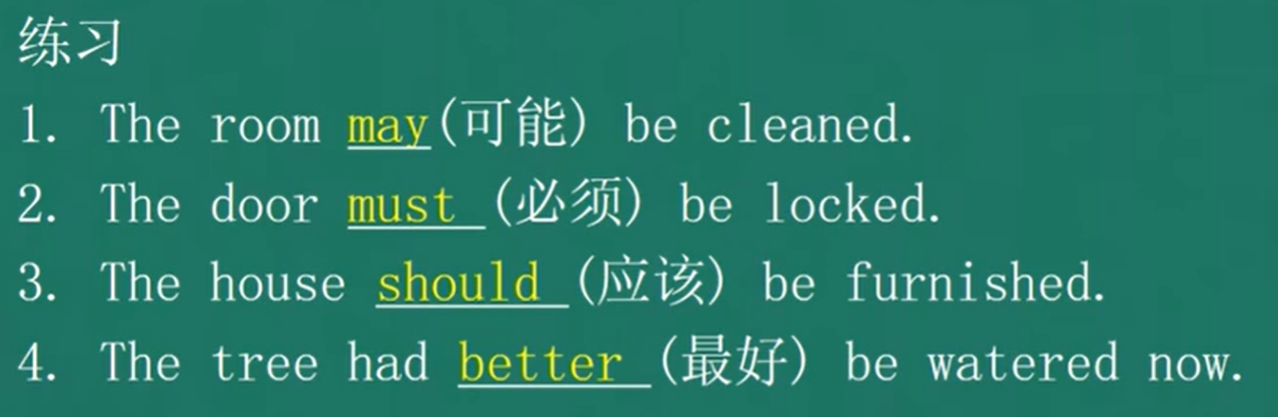 练习
1. The room may(可能) be cleaned.
2. The door must (必须) be locked.
3. The house should (应该) be furnished.
4. The tree had better (最好) be watered now.